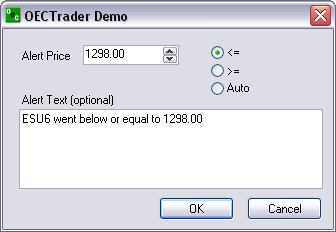 OECTrader Demo
Alert Price
1298.00
<=
>=
Auto
Alert Text (optional)
ESU6 went below or equal to 1298.00
OK
Cancel